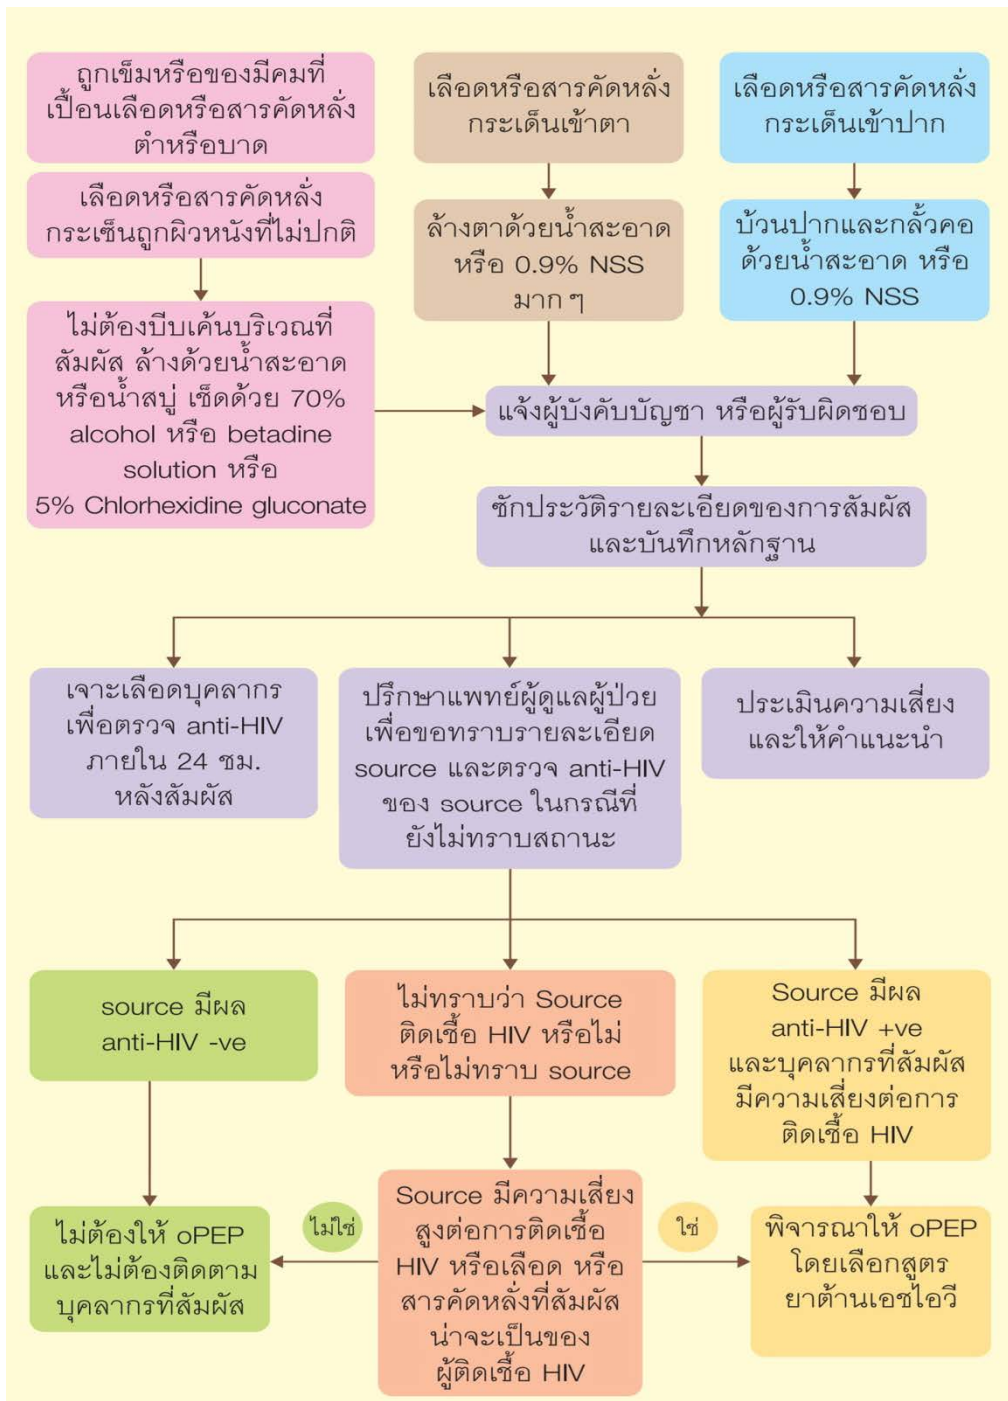 ถูกเข็มหรือของมีคมที่
เปื้อนเลือดหรือสารคัดหลั่ง
ตำหรือบาด
เลือดหรือสารคัดหลั่ง
กระเซ็นถูกผิวหนังที่ไม่ปกติ
ไม่ต้องบีบเค้นบริเวณที่
สัมผัส ล้างด้วยน้ำสะอาด
หรือน้ำสบู่ เช็ดด้วย 70%
alcohol หรือ betadine
solution หรือ
5% Chlorhexidine gluconate
เลือดหรือสารคัดหลั่ง
กระเด็นเข้าตา
ล้างตาด้วยน้ำสะอาด
หรือ 0.9% NSS
มาก ๆ
เลือดหรือสารคัดหลั่ง
กระเด็นเข้าปาก
บ้วนปากและกลั้วคอ
ด้วยน้ำสะอาด หรือ
0.9% NSS
แจ้งผู้บังคับบัญชา หรือผู้รับผิดชอบ
ซักประวัติรายละเอียดของการสัมผัส
และบันทึกหลักฐาน
เจาะเลือดบุคลากร
เพื่อตรวจ anti-HIV
ภายใน 24 ชม.
หลังสัมผัส
ปรึกษาแพทย์ผู้ดูแลผู้ป่วย
เพื่อขอทราบรายละเอียด
source และตรวจ anti-HIV
ของ source ในกรณีที่
ยังไม่ทราบสถานะ
ประเมินความเสี่ยง
และให้คำแนะนำ
source มีผล
anti-HIV -ve
ไม่ทราบว่า Source
ติดเชื้อ HIV หรือไม่
หรือไม่ทราบ source
Source มีผล
anti-HIV +ve
และบุคลากรที่สัมผัส
มีความเสี่ยงต่อการ
ติดเชื้อ HIV
ไม่ต้องให้ oPEP
และไม่ต้องติดตาม
บุคลากรที่สัมผัส
ไม่ใช่
Source มีความเสี่ยง
สูงต่อการติดเชื้อ
HIV หรือเลือด หรือ
สารคัดหลั่งที่สัมผัส
น่าจะเป็นของ
ผู้ติดเชื้อ HIV
ใช่
พิจารณาให้ oPEP
โดยเลือกสูตร
ยาต้านเอชไอวี